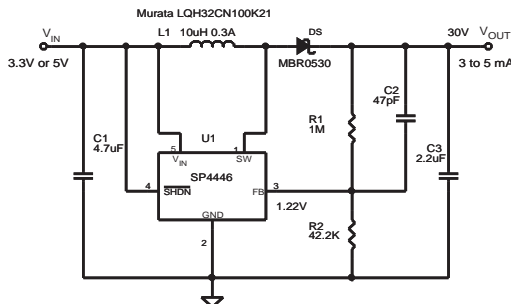 Murata LQH32CN100K21
VIN
L1
10uH 0.3A
DS
30V
VOUT
3.3V or 5V
MBR0530
3 to 5 mA
C2
47pF
R1
1M
C1
4.7uF
U1
C3
2.2uF
5
1
VIN
SW
SP4446
4
SHDN
FB
3
1.22V
GND
R2
42.2K
2